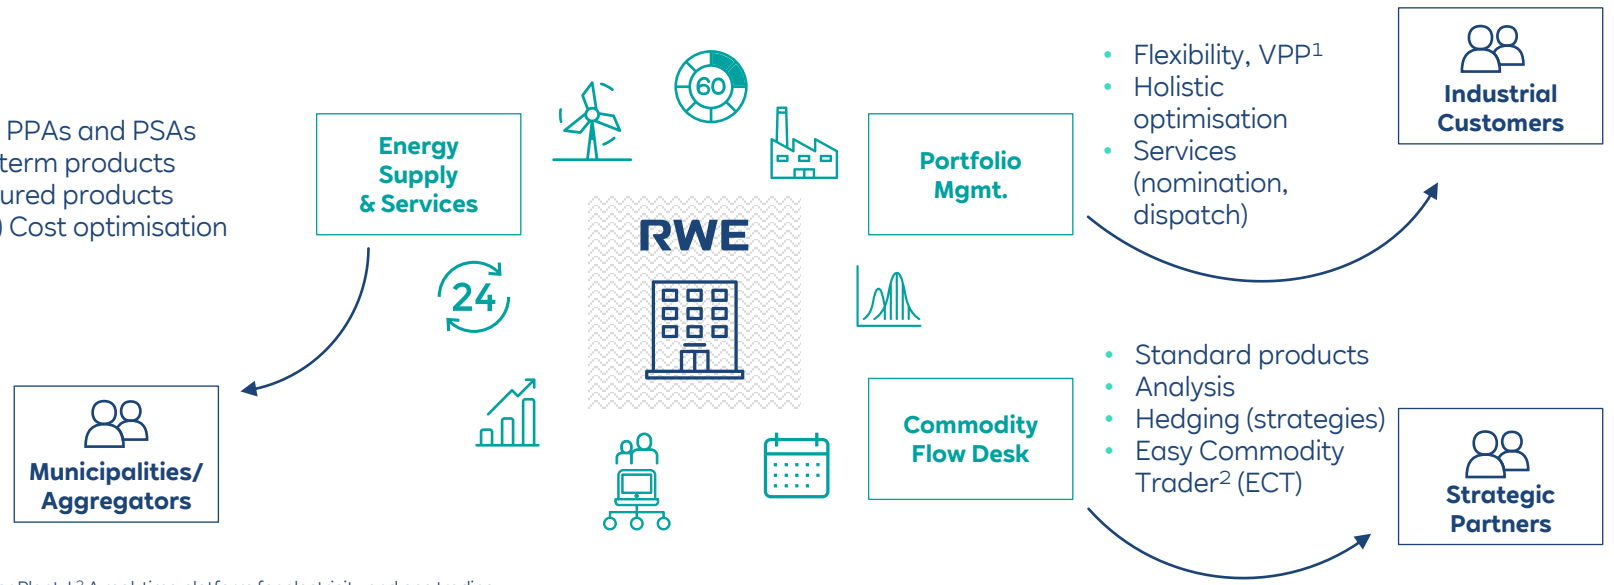 PPAs and PSAs
term products
Cost optimisation
Energy
Supply
& Services
24
Municipalities/
Aggregators
60
RWE
Portfolio
Mgmt.
• Flexibility, VPP¹
• Holistic
optimisation
• Services
(nomination,
dispatch)
Industrial
Customers
Commodity
Flow Desk
• Standard products
• Analysis
• Hedging (strategies)
• Easy Commodity
Trader² (ECT)
Strategic
Partners